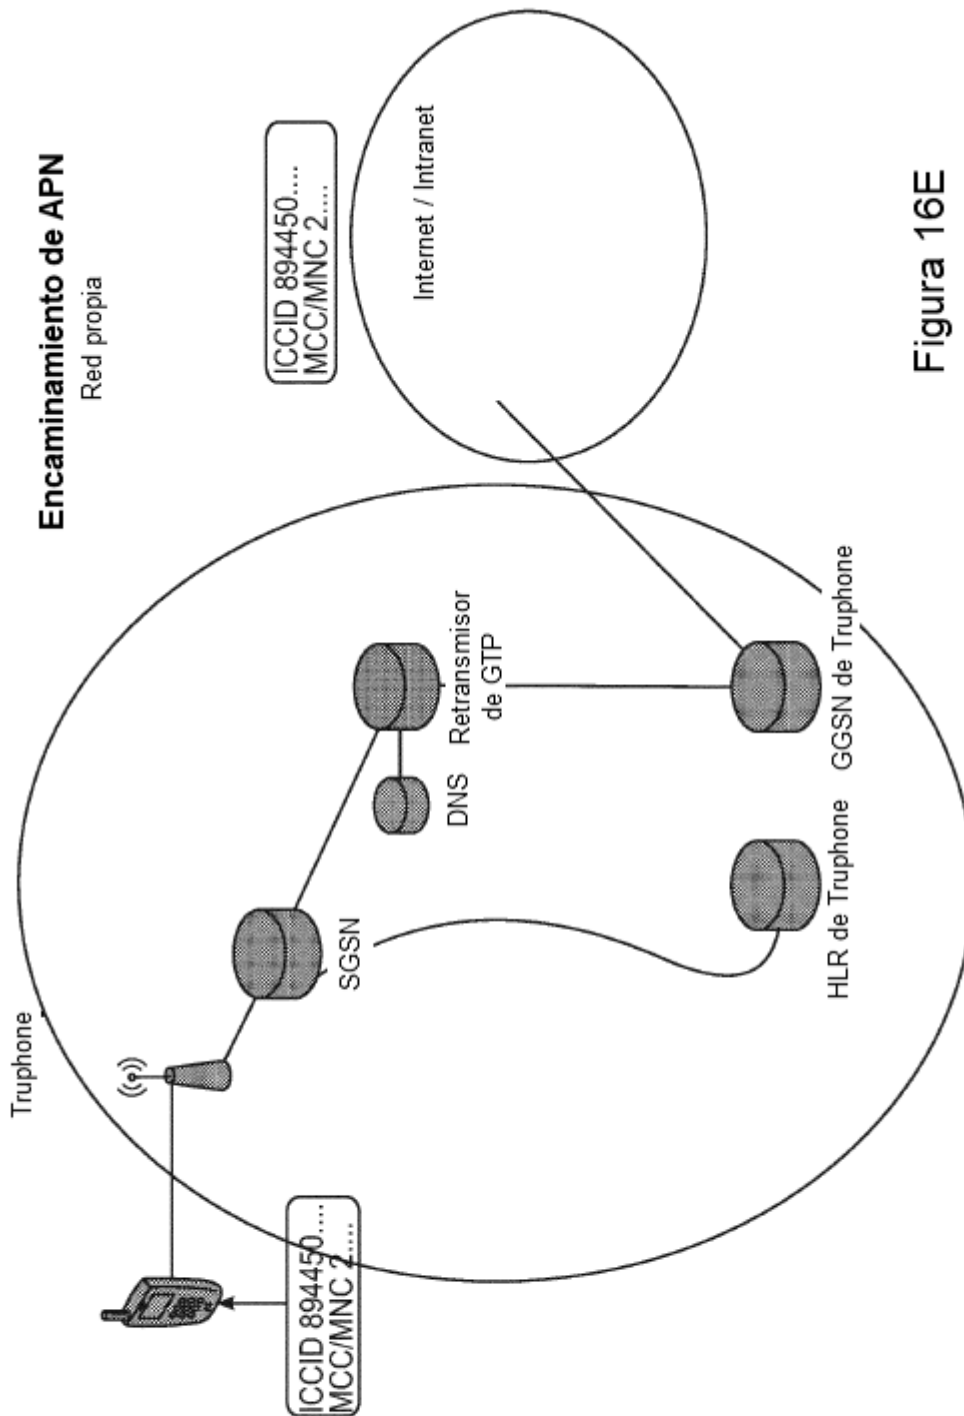 Encaminamiento de APN
Red propia
Truphone
ICCID 894450....
MCC/MNC 2....
SGSN
DNS
Retransmisor
de GTP
HLR de Truphone
GGSN de Truphone
ICCID 894450....
MCC/MNC 2....
Internet / Intranet
Figura 16E